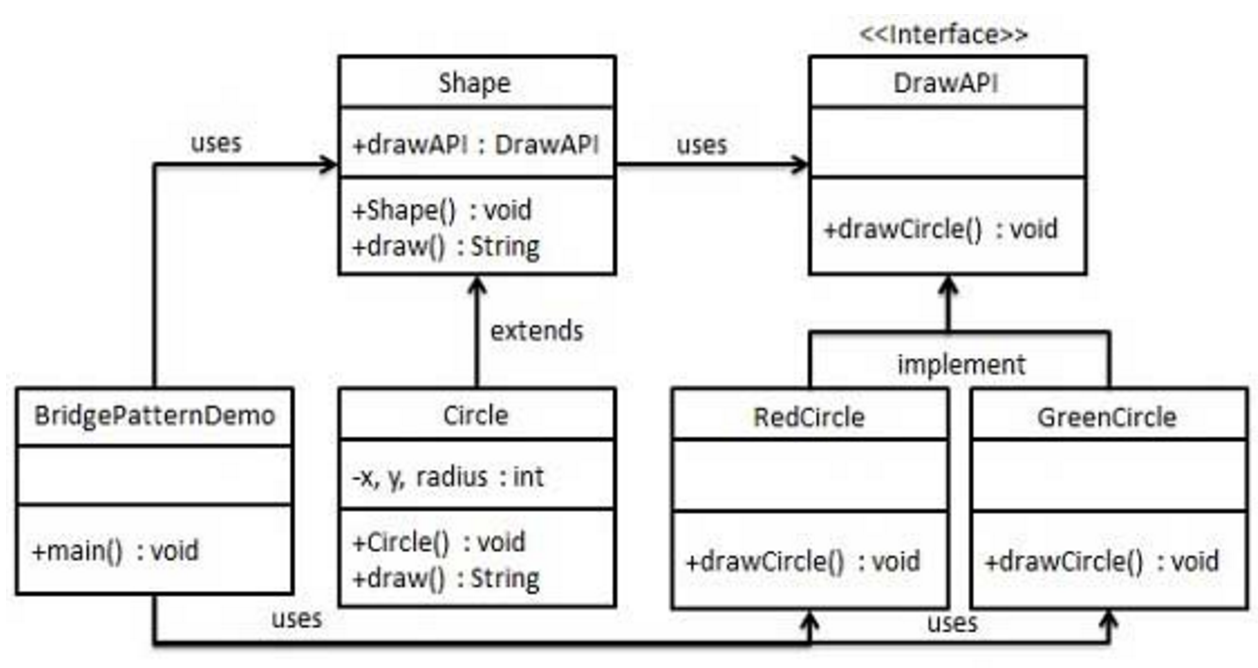 <<Interface>>
Shape
DrawAPI
uses
+drawAPI : DrawAPI
uses
+Shape() : void
+draw() : String
+drawCircle() : void
extends
implement
BridgePatternDemo
Circle
RedCircle
GreenCircle
-x, y, radius : int
+main() : void
+Circle() : void
+draw() : String
+drawCircle() : void
+drawCircle() : void
uses
uses